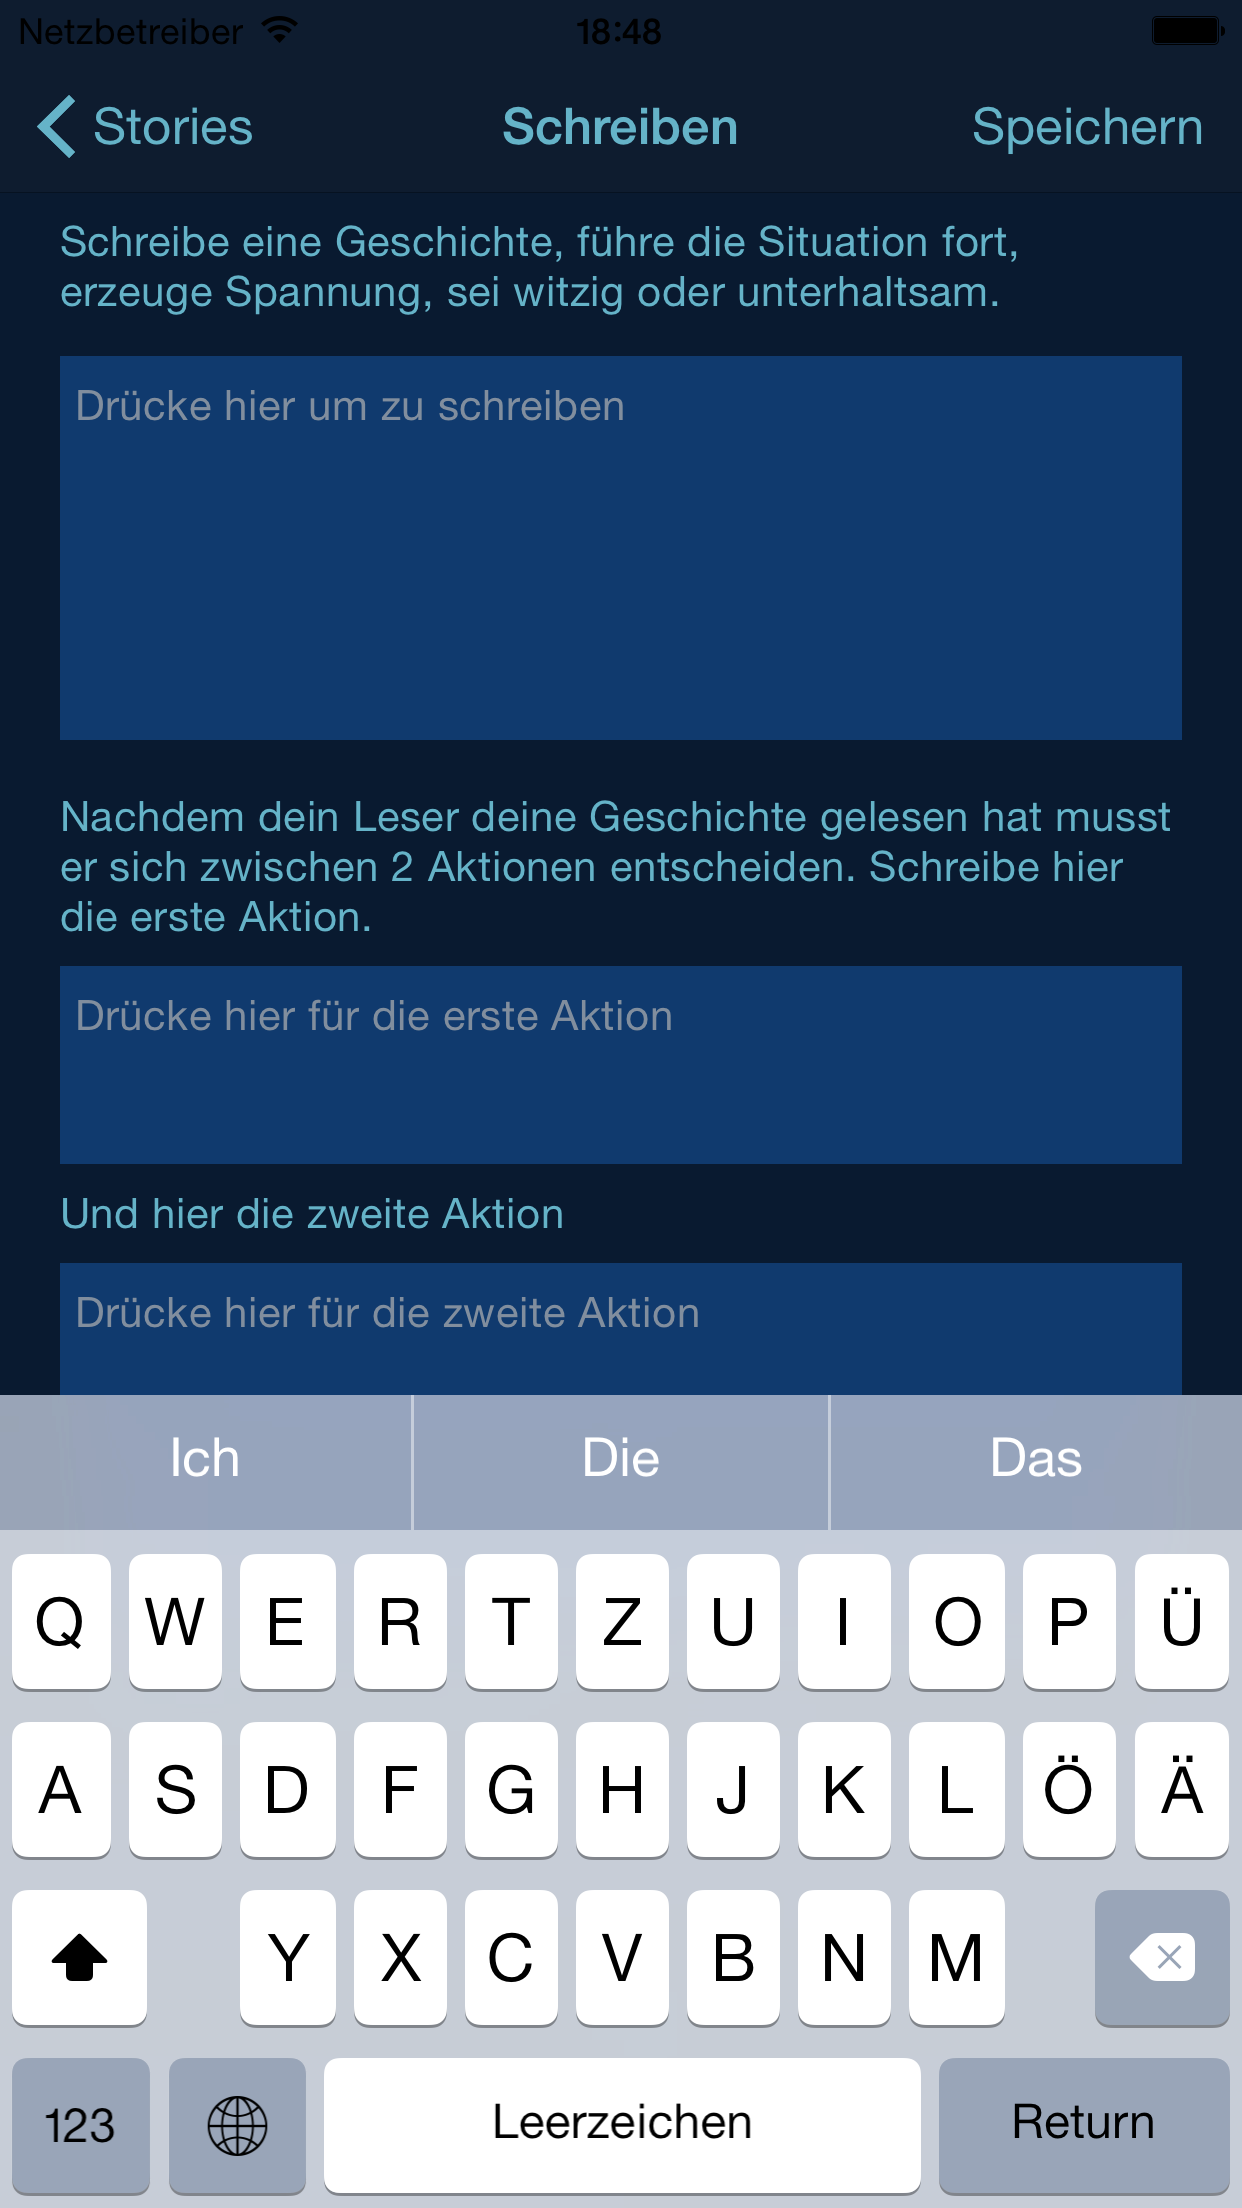 Netzbetreiber 18:48
Stories Schreiben Speichern
Schreibe eine Geschichte, führe die Situation fort,
erzeuge Spannung, sei witzig oder unterhaltsam.
Drücke hier um zu schreiben
Nachdem dein Leser deine Geschichte gelesen hat musst
er sich zwischen 2 Aktionen entscheiden. Schreibe hier
die erste Aktion.
Drücke hier für die erste Aktion
Und hier die zweite Aktion
Drücke hier für die zweite Aktion
Ich Die Das
Q W E R T Z U I O P Ü
A S D F G H J K L Ö Ä
Y X C V B N M
123 Leerzeichen Return